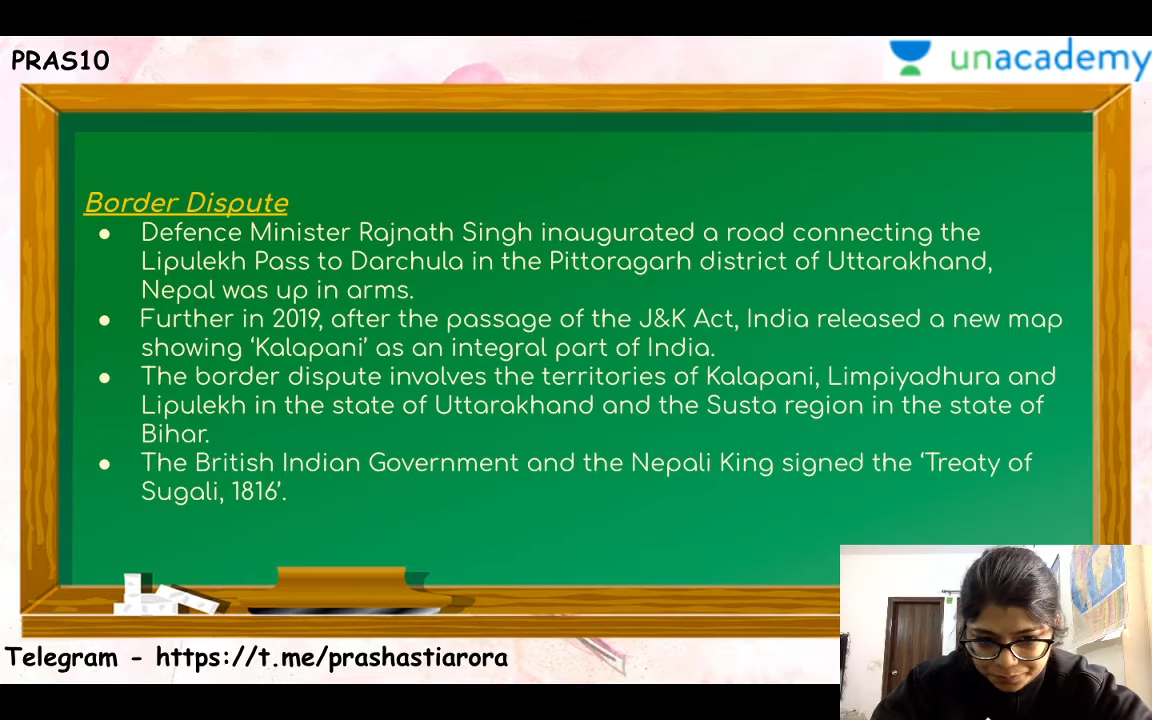 PRAS10
unacademy
Border Dispute
● Defence Minister Rajnath Singh inaugurated a road connecting the
Lipulekh Pass to Darchula in the Pittoragarh district of Uttarakhand,
Nepal was up in arms.
● Further in 2019, after the passage of the J&K Act, India released a new map
showing ‘Kalapani’ as an integral part of India.
● The border dispute involves the territories of Kalapani, Limpiyadhura and
Lipulekh in the state of Uttarakhand and the Susta region in the state of
Bihar.
● The British Indian Government and the Nepali King signed the ‘Treaty of
Sugali, 1816’.
Telegram - https://t.me/prashastiarora